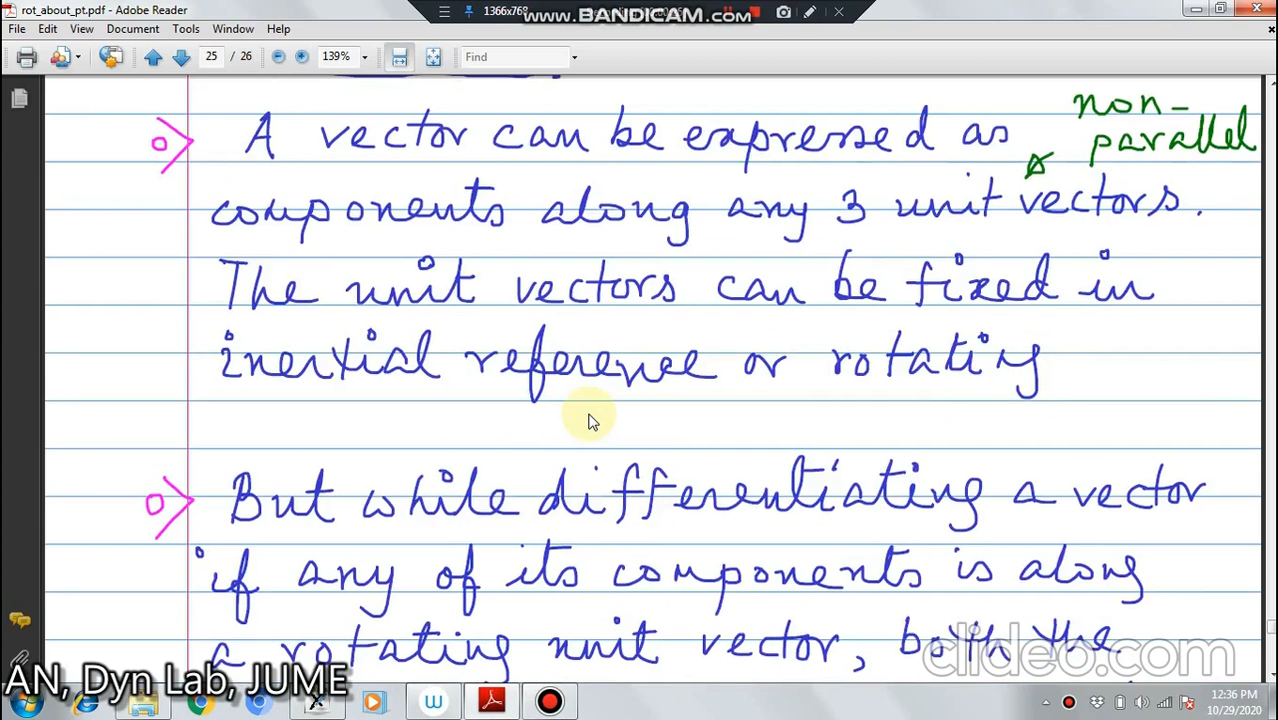 rot_about_pt.pdf - Adobe Reader
1366x768
www.BANDICAM.com
File Edit View Document Tools Window Help
25 / 26 139% Find
non-
parallel
A vector can be expressed as
components along any 3 unit vectors.
The unit vectors can be fixed in
inertial reference or rotating
But while differentiating a vector
if any of its components is along
a rotating unit vector, both the
clideo.com
AN, Dyn Lab, JUME
12:36 PM
10/29/2020